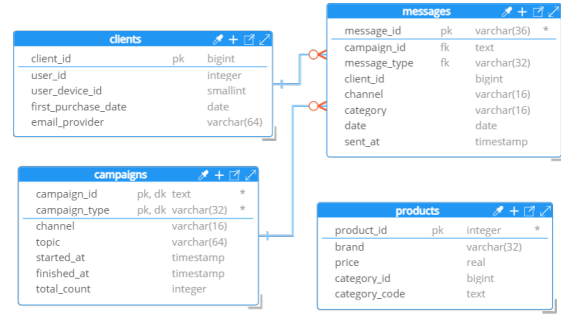 clients
client_id pk bigint
user_id integer
user_device_id smallint
first_purchase_date date
email_provider varchar(64)
messages
message_id pk varchar(36) *
campaign_id fk text
message_type fk varchar(32)
client_id bigint
channel varchar(16)
category varchar(16)
date date
sent_at timestamp
campaigns
campaign_id pk, dk text *
campaign_type pk, dk varchar(32) *
channel varchar(16)
topic varchar(64)
started_at timestamp
finished_at timestamp
total_count integer
products
product_id pk integer *
brand varchar(32)
price real
category_id bigint
category_code text